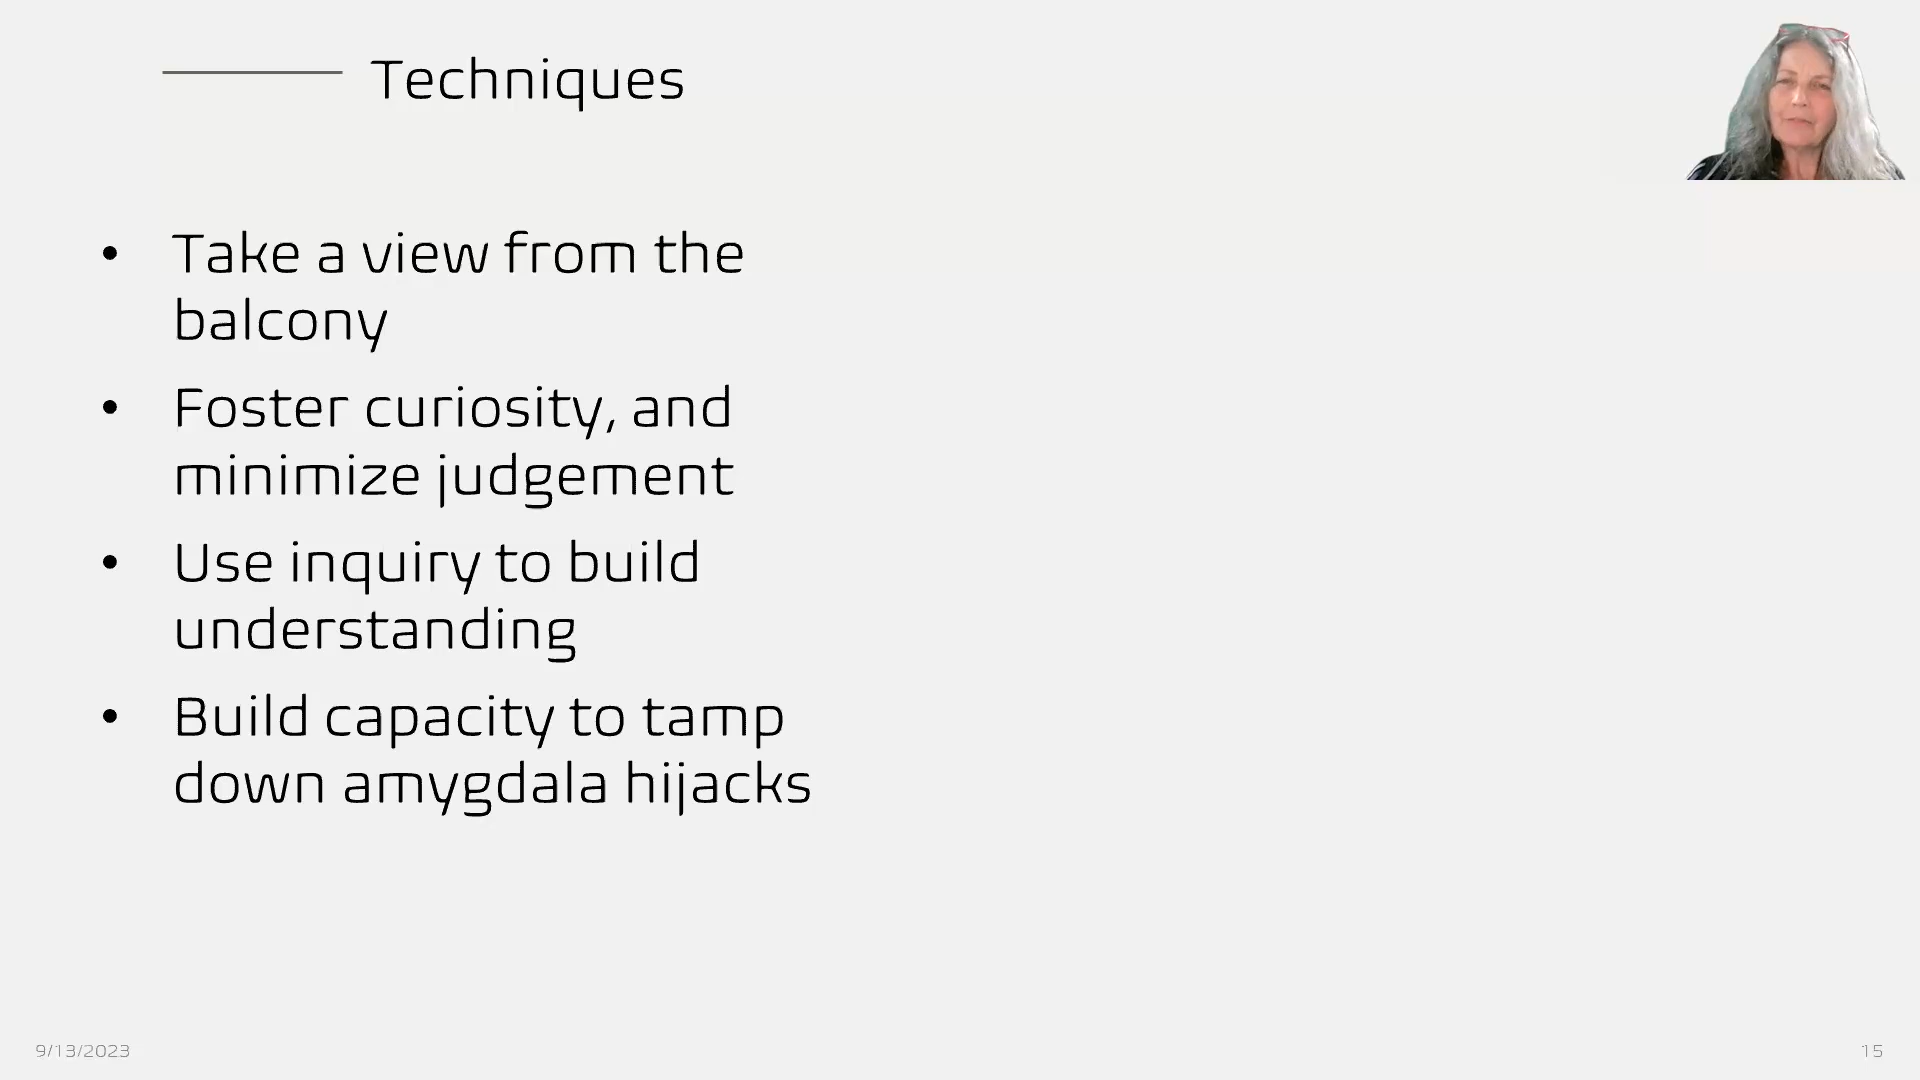 Techniques
• Take a view from the
balcony
• Foster curiosity, and
minimize judgement
• Use inquiry to build
understanding
• Build capacity to tamp
down amygdala hijacks
9/13/2023
15